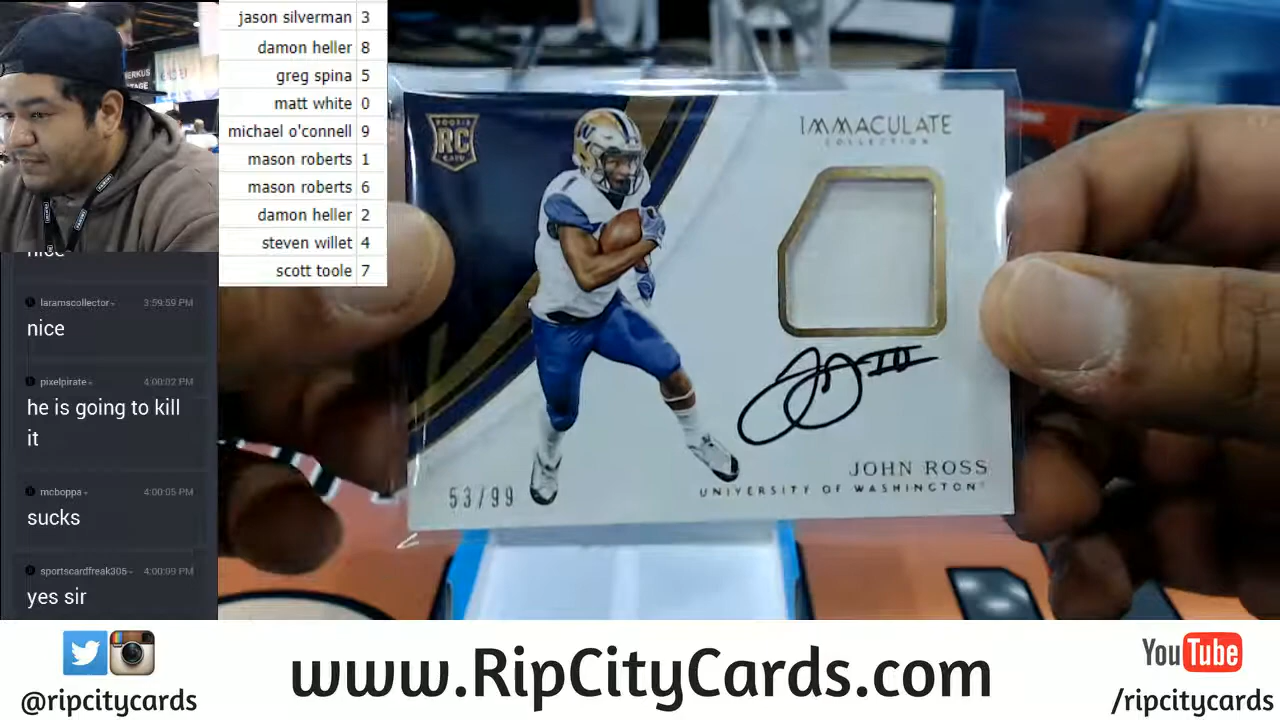 jason silverman 3
damon heller 8
greg spina 5
matt white 0
michael o'connell 9
mason roberts 1
mason roberts 6
damon heller 2
steven willet 4
scott toole 7
nice
laramscollector 3:59:59 PM
nice
pixelpirate 4:00:02 PM
he is going to kill
it
mcboppa 4:00:05 PM
sucks
sportscardfreak305 4:00:09 PM
yes sir
ROOKIE
RC
CARD
IMMACULATE
COLLECTION
JOHN ROSS
UNIVERSITY OF WASHINGTON
53/99
@ripcitycards
www.RipCityCards.com
YouTube
/ripcitycards